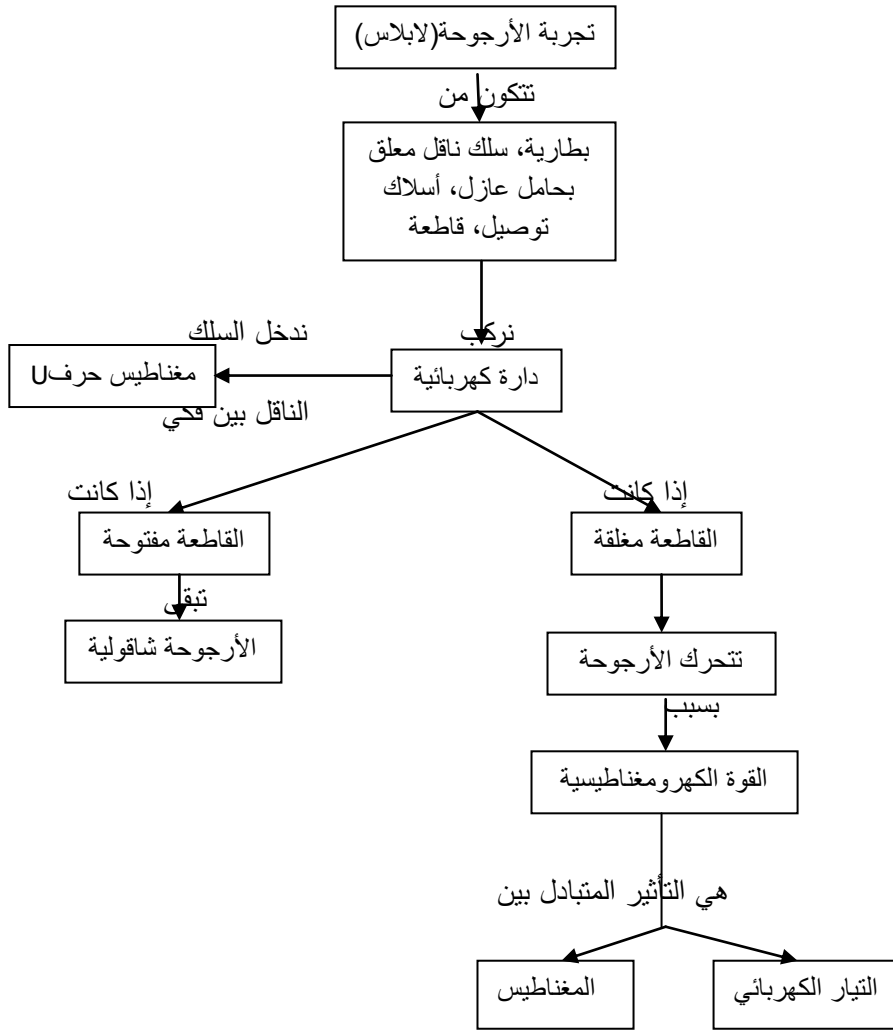 تجربة الأرجوحة(لابلاس)
تتكون من
بطارية، سلك ناقل معلق
بحامل عازل، أسلاك
توصيل، قاطعة
نركب
ندخل السلك
دارة كهربائية
مغناطيس حرفU
الناقل بين فكي
إذا كانت
إذا كانت
القاطعة مغلقة
القاطعة مفتوحة
تبقى
تتحرك الأرجوحة
الأرجوحة شاقولية
بسبب
القوة الكهرومغناطيسية
هي التأثير المتبادل بين
التيار الكهربائي
المغناطيس